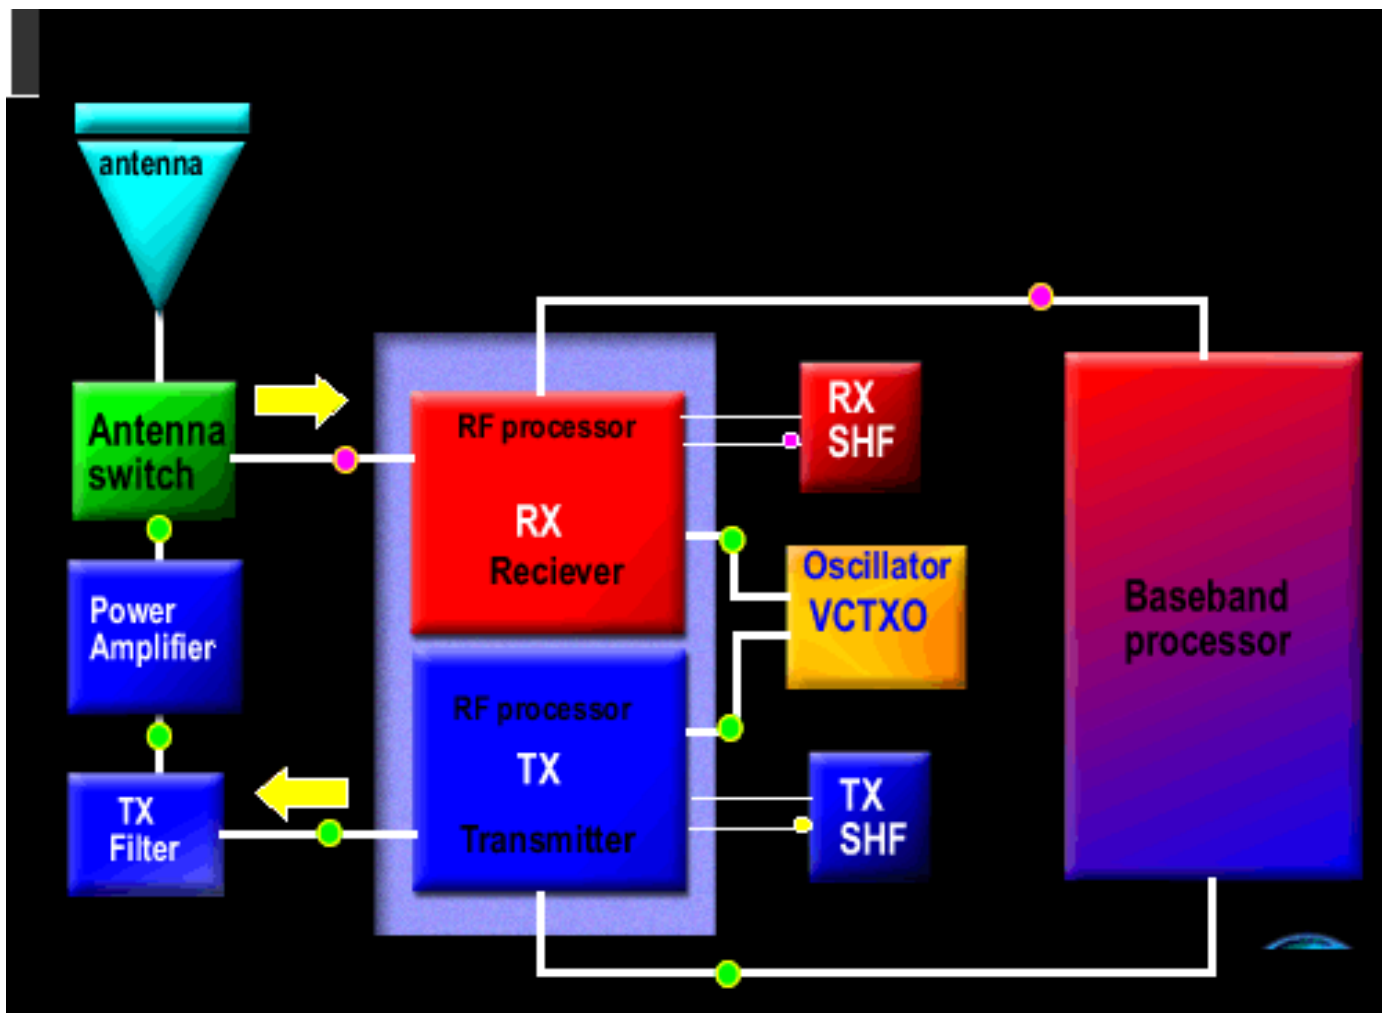 antenna
Antenna
switch
RF processor
RX
Reciever
RX
SHF
Oscillator
VCTXO
Baseband
processor
Power
Amplifier
RF processor
TX
Transmitter
TX
SHF
TX
Filter